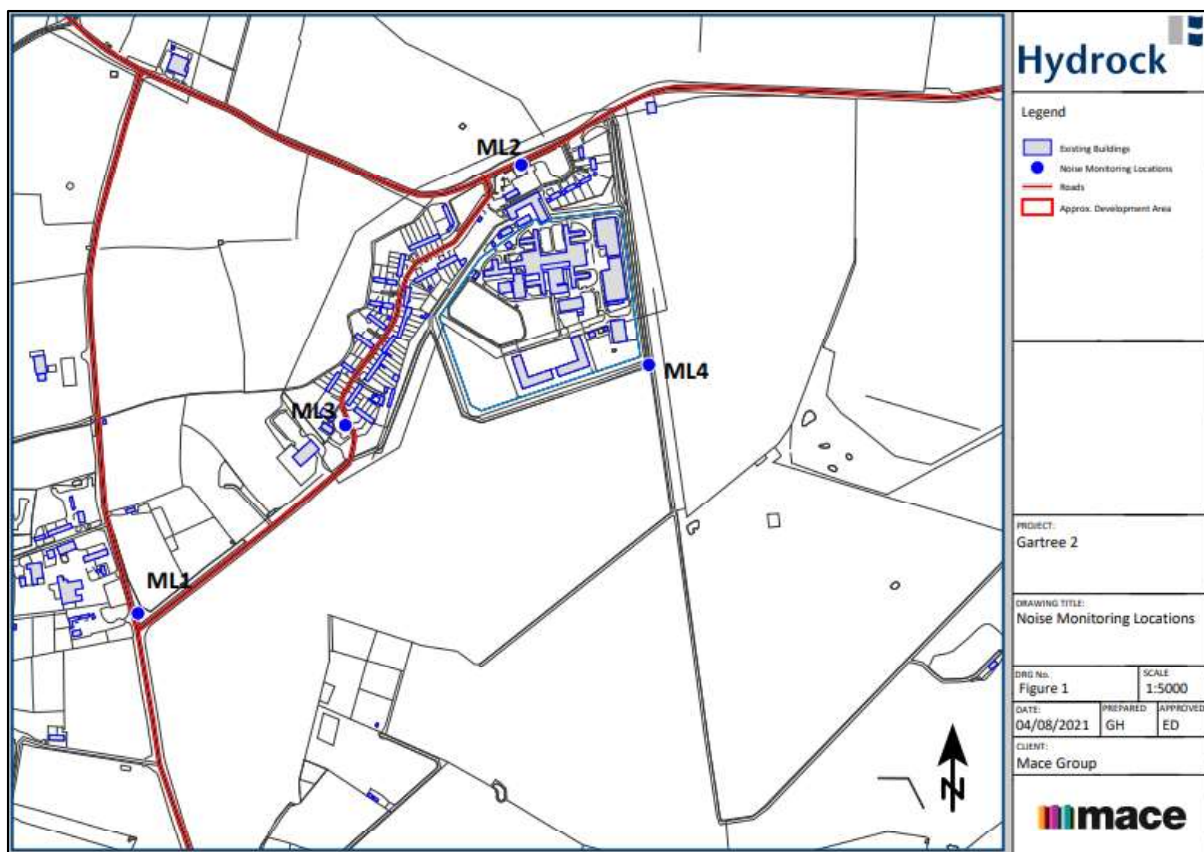 ML2
ML4
ML3
ML1
N
Hydrock
Legend
Existing Buildings
Noise Monitoring Locations
Roads
Approx. Development Area
PROJECT:
Gartree 2
DRAWING TITLE:
Noise Monitoring Locations
DRG No.
SCALE
Figure 1
1:5000
DATE:
PREPARED
APPROVED
04/08/2021
GH
ED
CLIENT:
Mace Group
mace